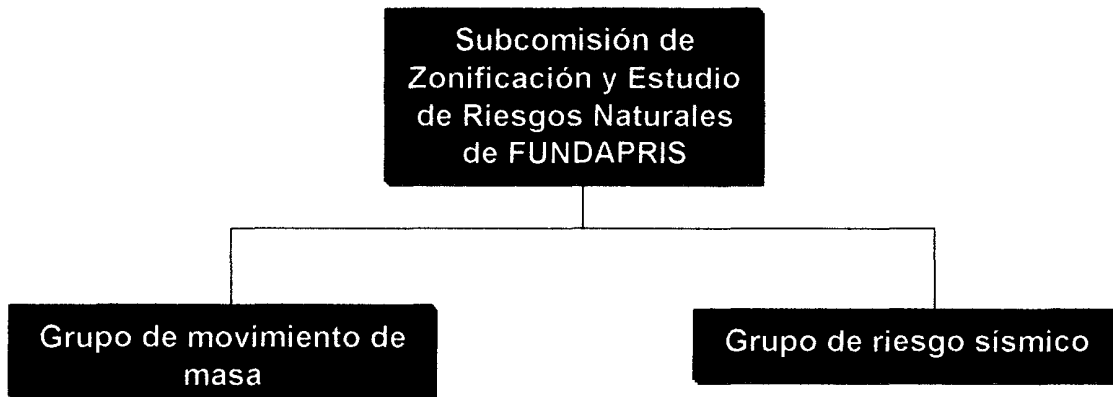 Subcomisión de
Zonificación y Estudio
de Riesgos Naturales
de FUNDAPRIS
Grupo de movimiento de
masa
Grupo de riesgo sísmico